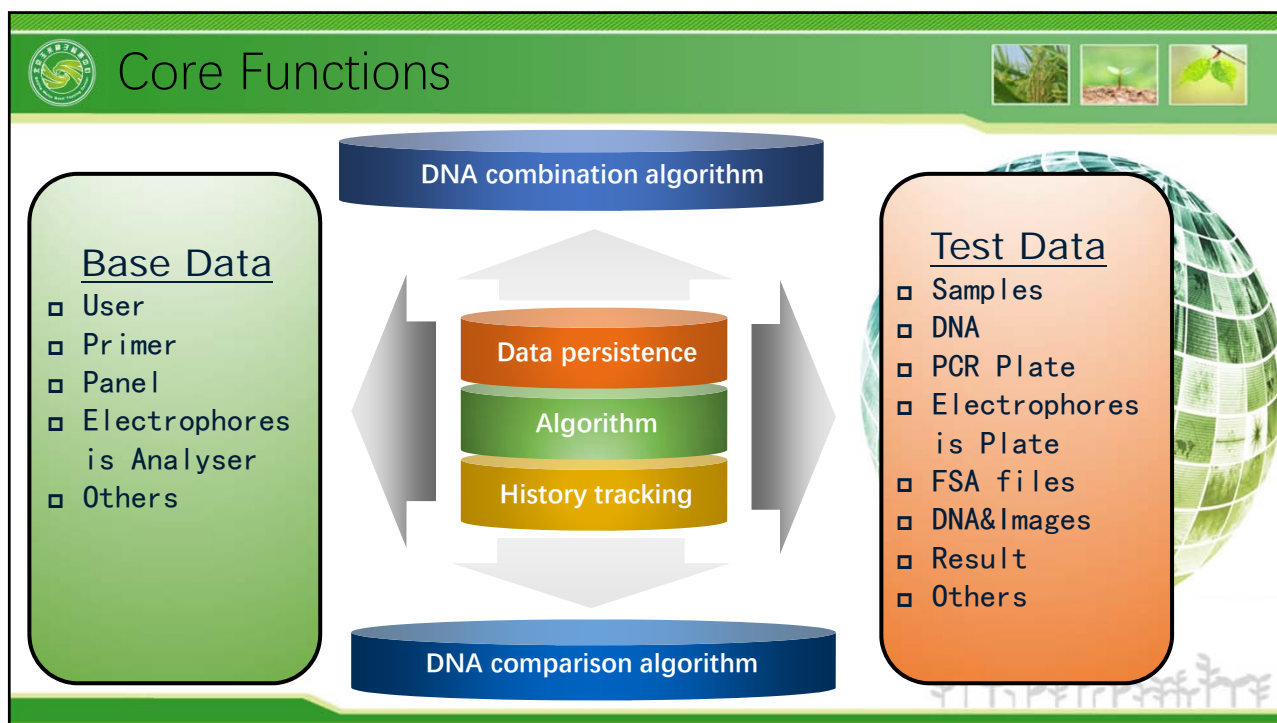 Core Functions
DNA combination algorithm
Base Data
User
Primer
Panel
Electrophores
is Analyser
Others
Data persistence
Algorithm
History tracking
Test Data
Samples
DNA
PCR Plate
Electrophores
is Plate
FSA files
DNA&Images
Result
Others
DNA comparison algorithm